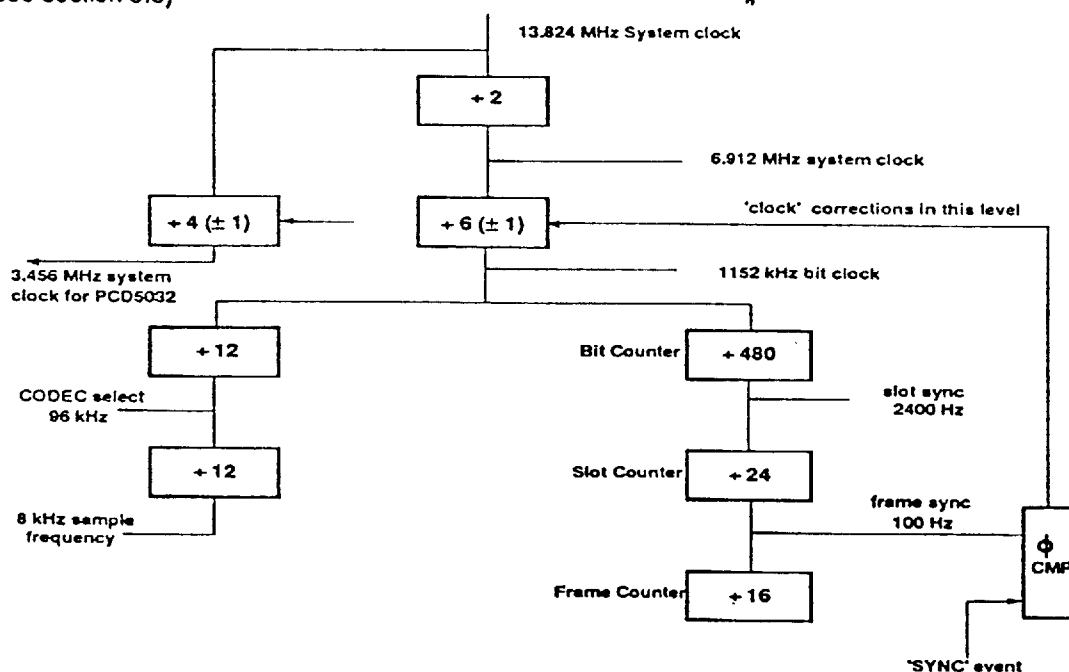 13.824 MHz System clock
÷ 2
6.912 MHz system clock
÷ 4 (± 1)
÷ 6 (± 1)
'clock' corrections in this level
3.456 MHz system
clock for PCD5032
1152 kHz bit clock
÷ 12
Bit Counter
÷ 480
CODEC select
96 kHz
slot sync
2400 Hz
÷ 12
Slot Counter
÷ 24
8 kHz sample
frequency
frame sync
100 Hz
ϕ
CMP
Frame Counter
÷ 16
'SYNC' event